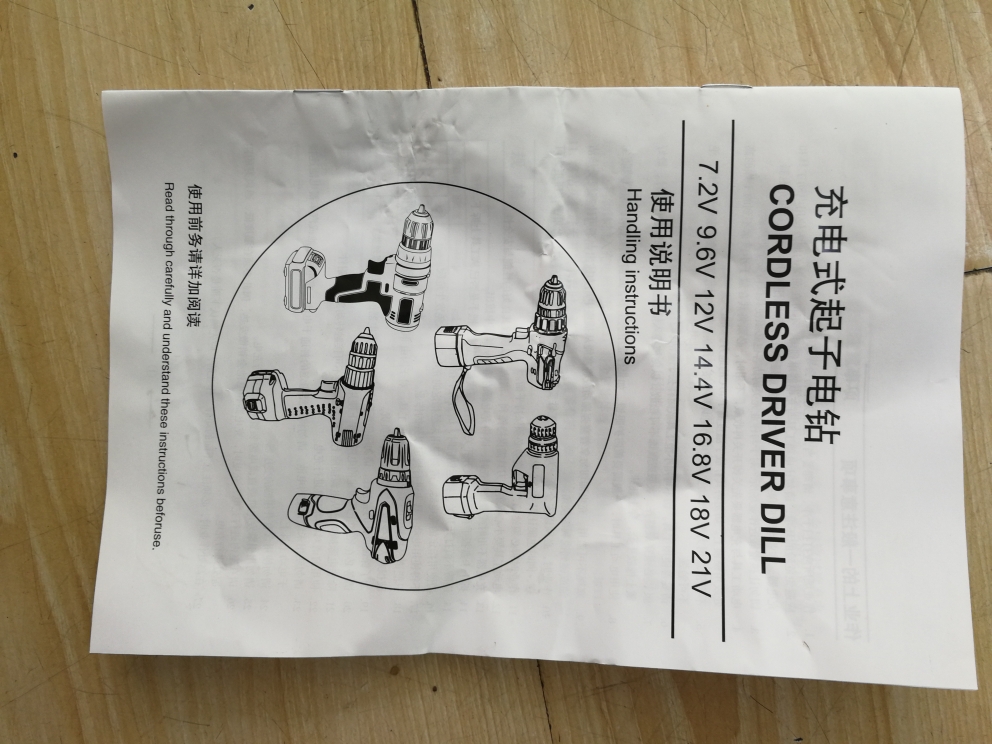 充电式起子电钻
CORDLESS DRIVER DILL
7.2V 9.6V 12V 14.4V 16.8V 18V 21V
使用说明书
Handling instructions
使用前务请详加阅读
Read through carefully and understand these instructions beforuse.